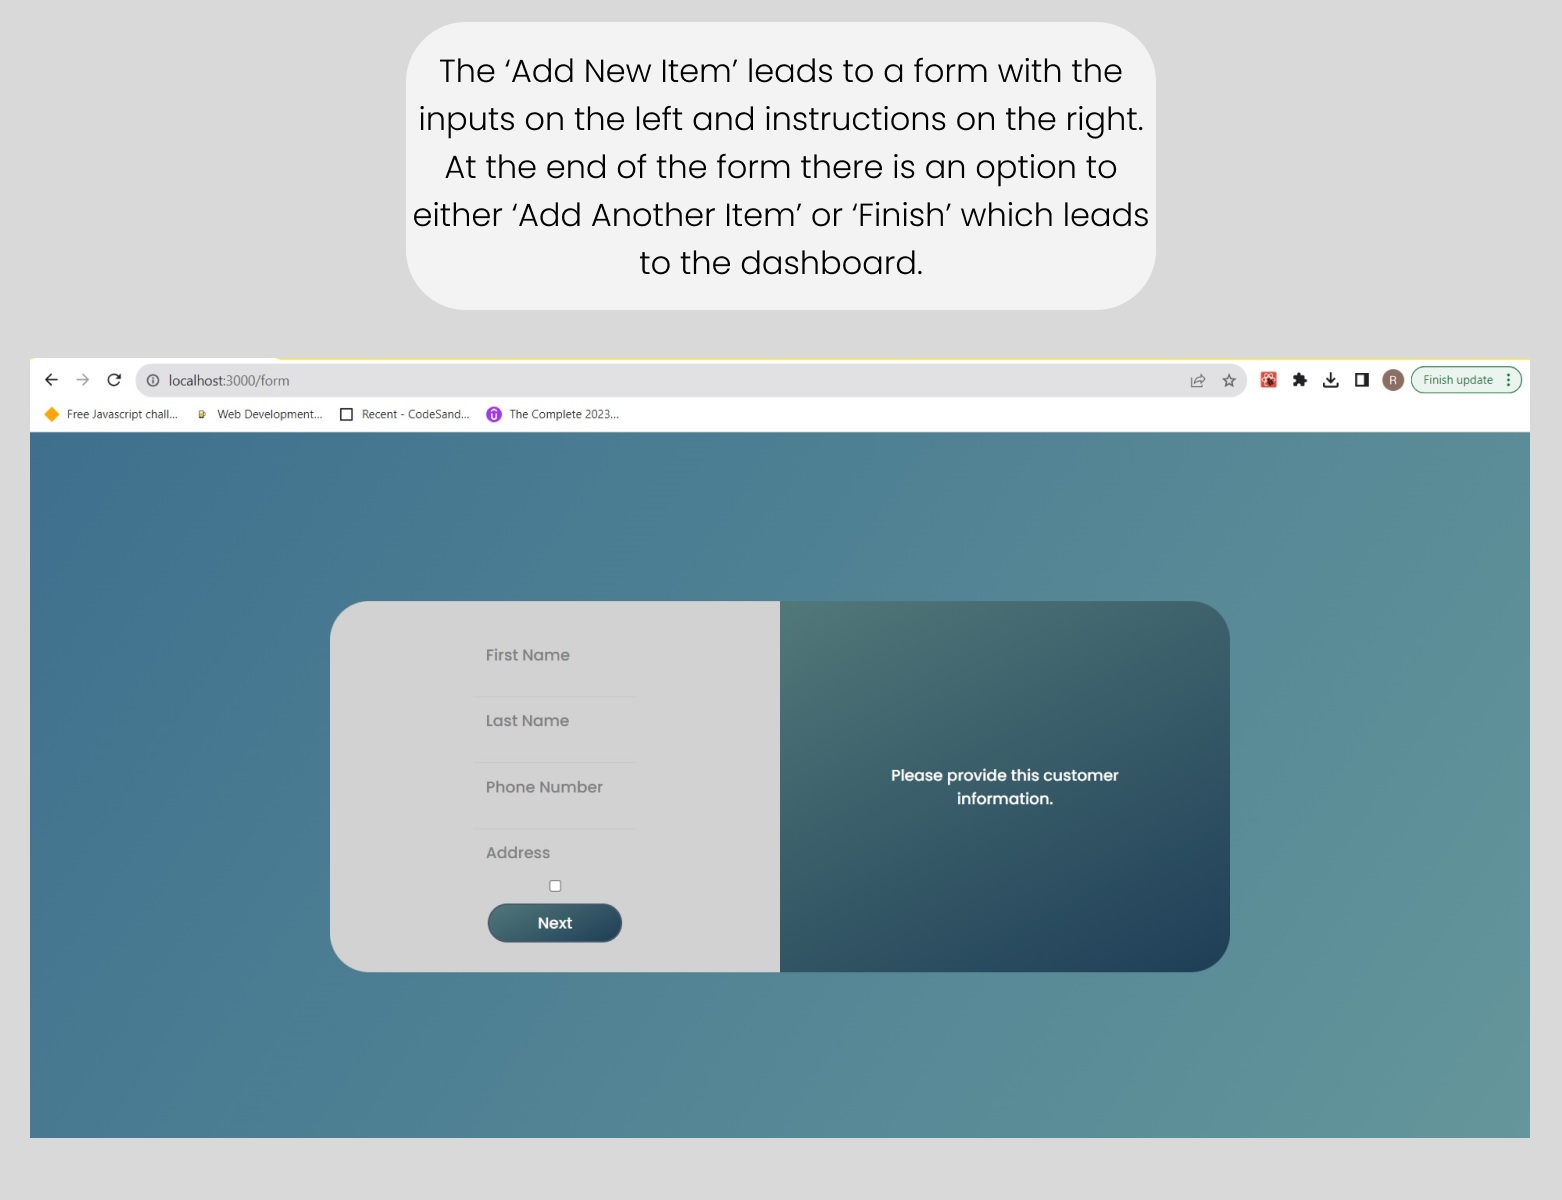 The ‘Add New Item’ leads to a form with the
inputs on the left and instructions on the right.
At the end of the form there is an option to
either ‘Add Another Item’ or ‘Finish’ which leads
to the dashboard.
localhost:3000/form
R
Finish update
Free Javascript chall...
Web Development...
Recent - CodeSand...
The Complete 2023...
First Name
Last Name
Phone Number
Address
Next
Please provide this customer
information.